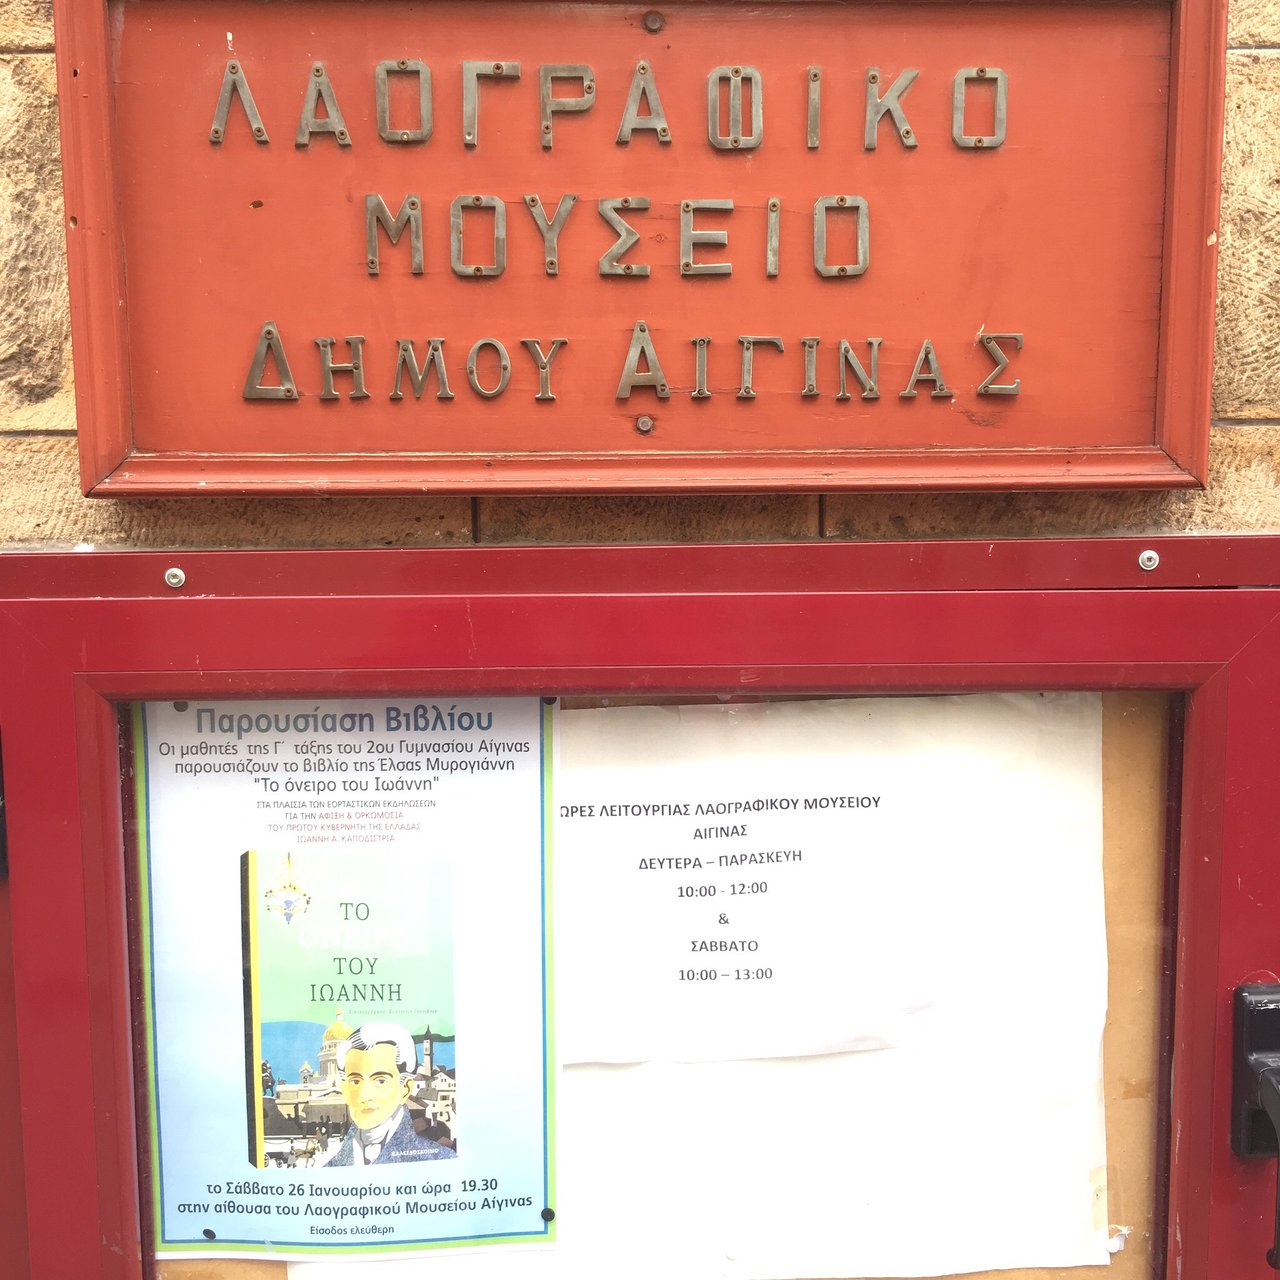 ΛΑΟΓΡΑΦΙΚΟ
ΜΟΥΣΕΙΟ
ΔΗΜΟΥ ΑΙΓΙΝΑΣ
Παρουσίαση Βιβλίου
Οι μαθητές της Γ΄ τάξης του 2ου Γυμνασίου Αίγινας
παρουσιάζουν το βιβλίο της Έλσας Μυρογιάννη
"Το όνειρο του Ιωάννη"
ΣΤΑ ΠΛΑΙΣΙΑ ΤΩΝ ΕΟΡΤΑΣΤΙΚΩΝ ΕΚΔΗΛΩΣΕΩΝ
ΓΙΑ ΤΗΝ ΑΦΙΞΗ & ΟΡΚΩΜΟΣΙΑ
ΤΟΥ ΠΡΩΤΟΥ ΚΥΒΕΡΝΗΤΗ ΤΗΣ ΕΛΛΑΔΑΣ
ΙΩΑΝΝΗ Α. ΚΑΠΟΔΙΣΤΡΙΑ
ΤΟ
ΟΝΕΙΡΟ
ΤΟΥ
ΙΩΑΝΝΗ
ΚΑΛΕΙΔΟΣΚΟΠΙΟ
το Σάββατο 26 Ιανουαρίου και ώρα 19.30
στην αίθουσα του Λαογραφικού Μουσείου Αίγινας
Είσοδος ελεύθερη
ΩΡΕΣ ΛΕΙΤΟΥΡΓΙΑΣ ΛΑΟΓΡΑΦΙΚΟΥ ΜΟΥΣΕΙΟΥ
ΑΙΓΙΝΑΣ
ΔΕΥΤΕΡΑ – ΠΑΡΑΣΚΕΥΗ
10:00 - 12:00
&
ΣΑΒΒΑΤΟ
10:00 – 13:00